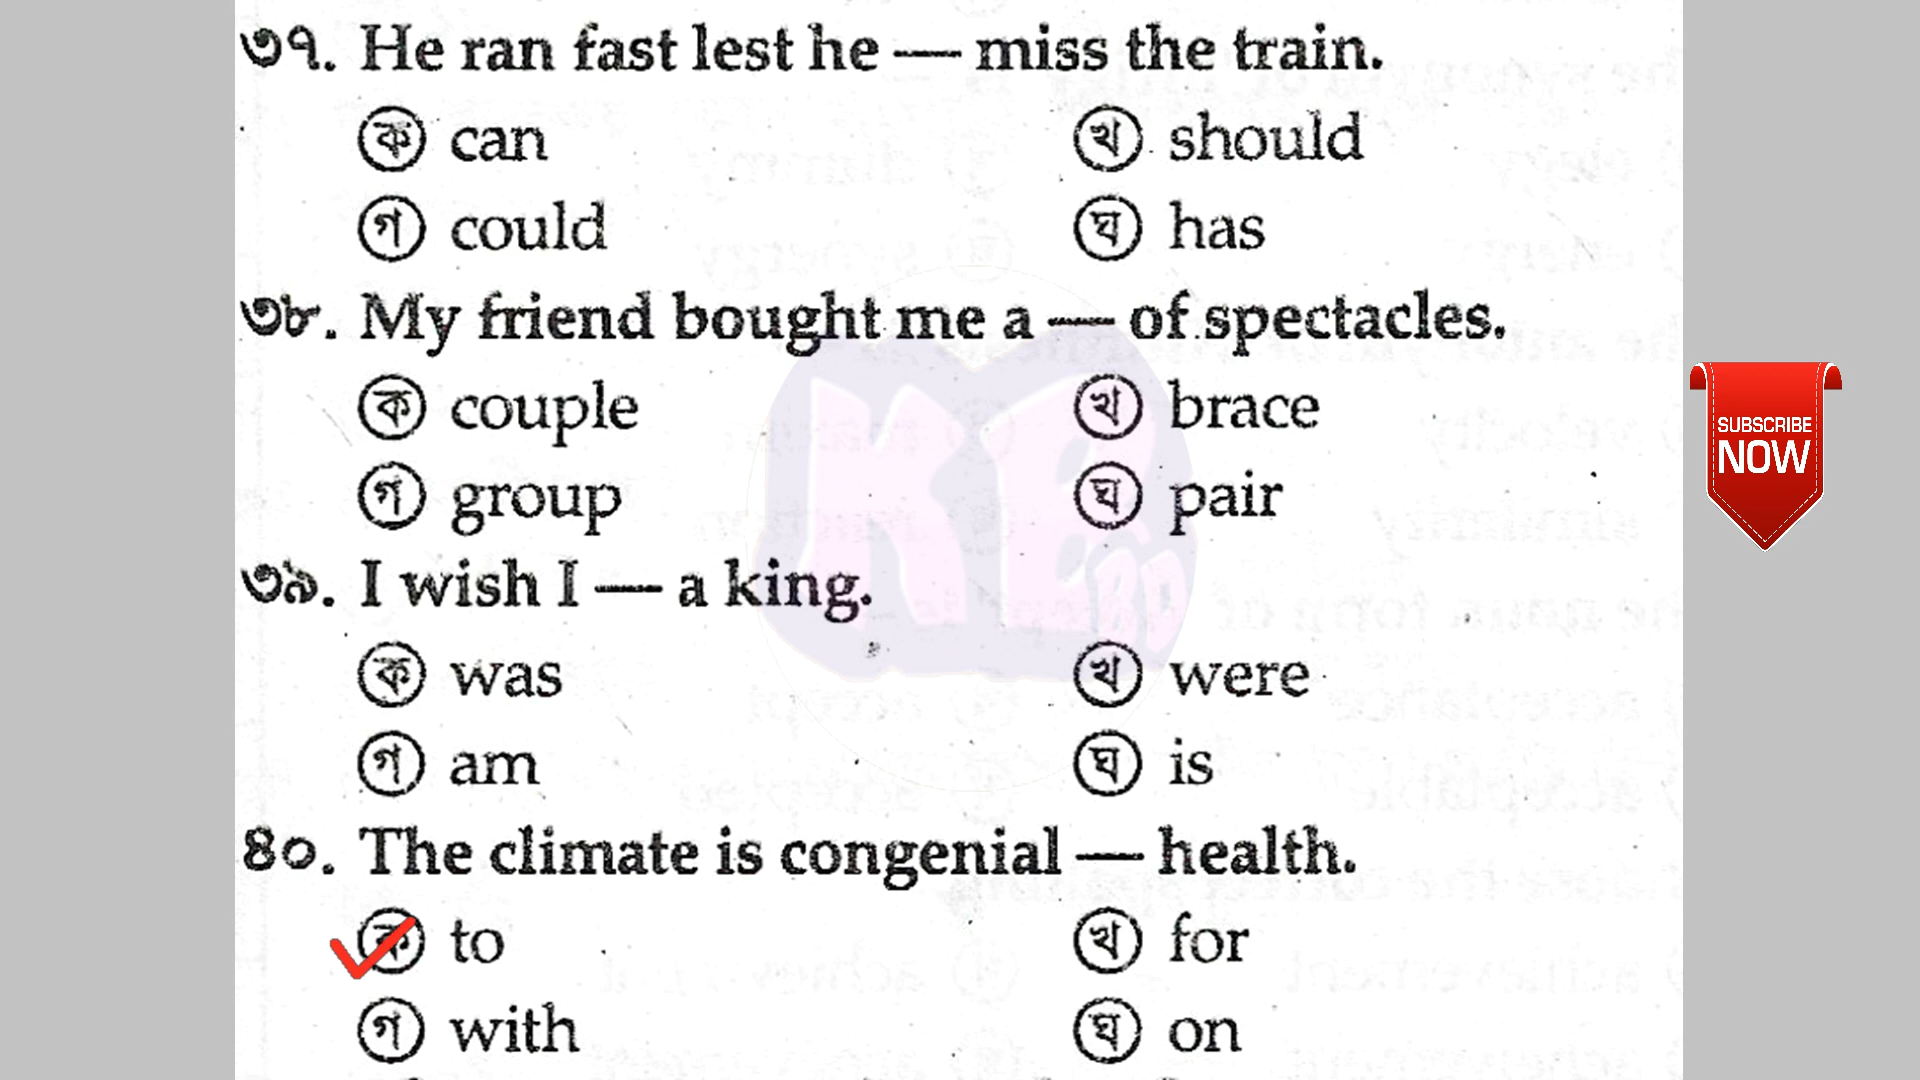 ৩৭. He ran fast lest he — miss the train.
ক can খ should
গ could ঘ has
৩৮. My friend bought me a — of spectacles.
ক couple খ brace
গ group ঘ pair
SUBSCRIBE
NOW
৩৯. I wish I — a king.
ক was খ were
গ am ঘ is
৪০. The climate is congenial — health.
ক to খ for
গ with ঘ on
KB
BD